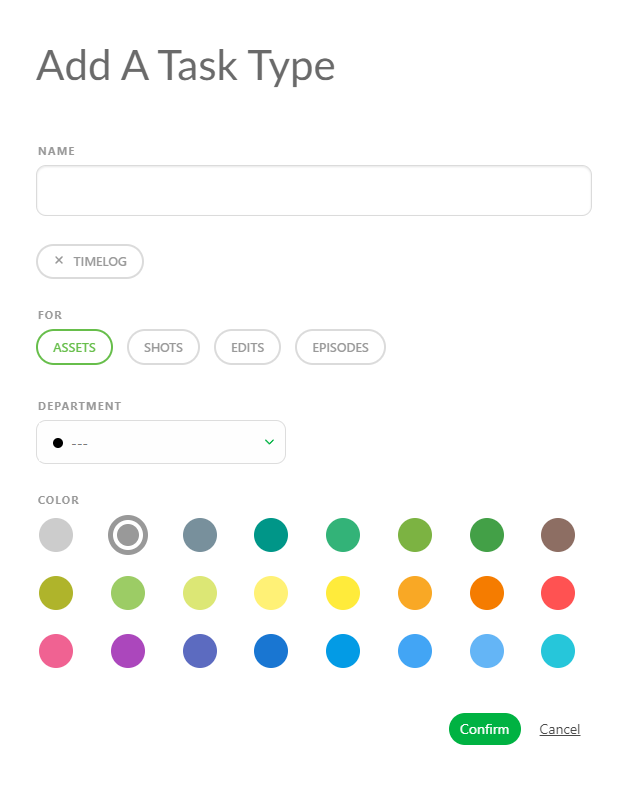 Add A Task Type
NAME
× TIMELOG
FOR
ASSETS SHOTS EDITS EPISODES
DEPARTMENT
---
COLOR
Confirm Cancel